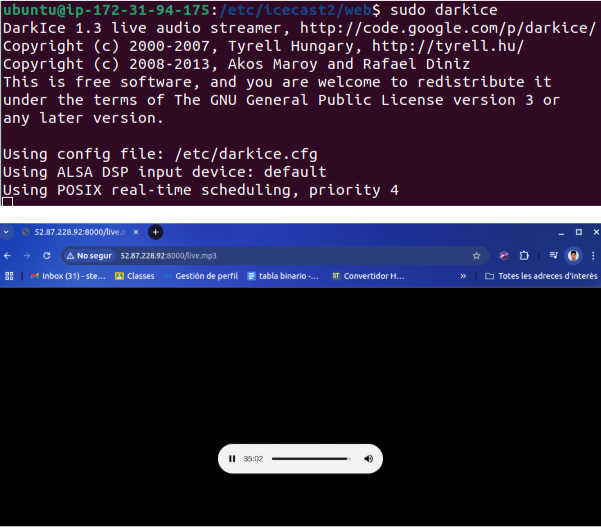 ubuntu@ip-172-31-94-175:/etc/icecast2/web$ sudo darkice
DarkIce 1.3 live audio streamer, http://code.google.com/p/darkice/
Copyright (c) 2000-2007, Tyrell Hungary, http://tyrell.hu/
Copyright (c) 2008-2013, Akos Maroy and Rafael Diniz
This is free software, and you are welcome to redistribute it
under the terms of The GNU General Public License version 3 or
any later version.
Using config file: /etc/darkice.cfg
Using ALSA DSP input device: default
Using POSIX real-time scheduling, priority 4
52.87.228.92:8000/live.m
No segur 52.87.228.92:8000/live.mp3
Inbox (31) - ste... Classes Gestión de perfil tabla binario -... Convertidor H... » Totes les adreces d'interès
35:02